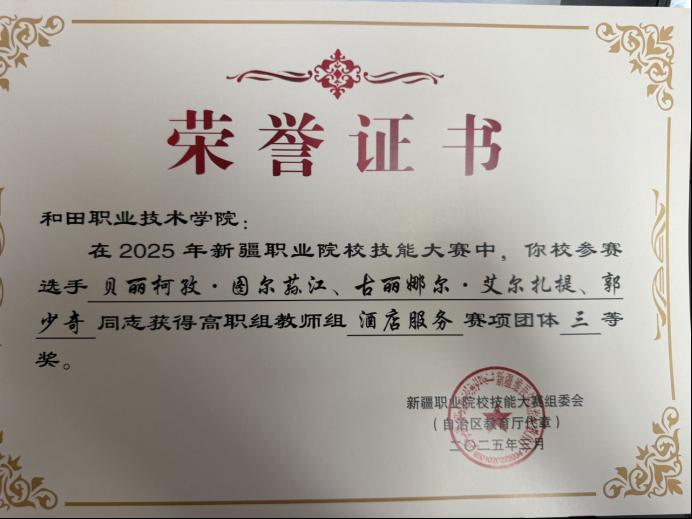 荣誉证书
和田职业技术学院：
在 2025 年新疆职业院校技能大赛中，你校参赛
选手 贝丽柯孜·图尔荪江、古丽娜尔·艾尔扎提、郭
少奇 同志获得高职组教师组 酒店服务 赛项团体 三 等
奖。
新疆职业院校技能大赛组委会
（自治区教育厅代章）
二〇二五年三月